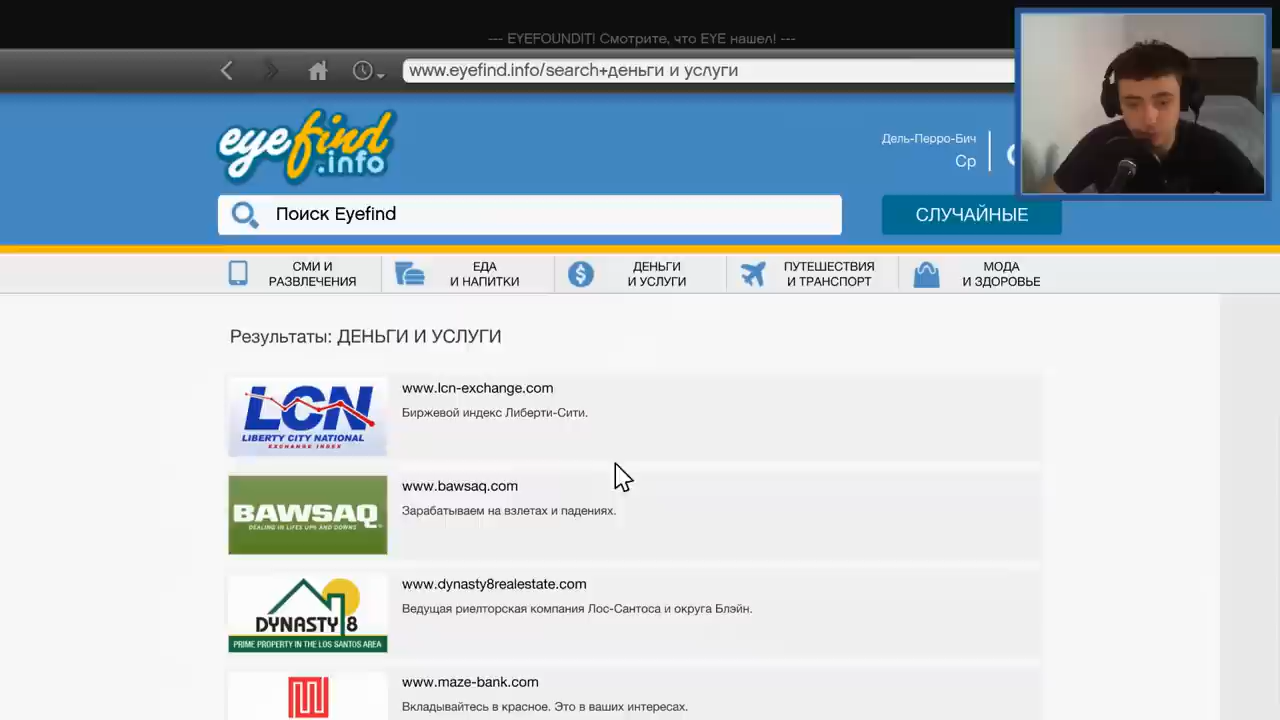 --- EYEFOUNDIT! Смотрите, что EYE нашел! ---
www.eyefind.info/search+деньги и услуги
eyefind
.info
Дель-Перро-Бич
Ср
Поиск Eyefind
СЛУЧАЙНЫЕ
СМИ И
РАЗВЛЕЧЕНИЯ
ЕДА
И НАПИТКИ
ДЕНЬГИ
И УСЛУГИ
ПУТЕШЕСТВИЯ
И ТРАНСПОРТ
МОДА
И ЗДОРОВЬЕ
Результаты: ДЕНЬГИ И УСЛУГИ
LCN
LIBERTY CITY NATIONAL
EXCHANGE INDEX
www.lcn-exchange.com
Биржевой индекс Либерти-Сити.
BAWSAQ
DEALING IN LIFES UPS AND DOWNS
www.bawsaq.com
Зарабатываем на взлетах и падениях.
DYNASTY 8
PRIME PROPERTY IN THE LOS SANTOS AREA
www.dynasty8realestate.com
Ведущая риелторская компания Лос-Сантоса и округа Блэйн.
www.maze-bank.com
Вкладывайтесь в красное. Это в ваших интересах.